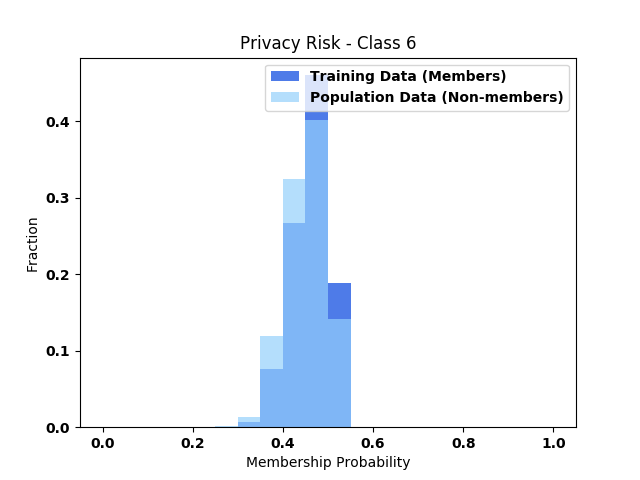 Privacy Risk - Class 6
Training Data (Members)
Population Data (Non-members)
Fraction
0.4
0.3
0.2
0.1
0.0
0.0 0.2 0.4 0.6 0.8 1.0
Membership Probability